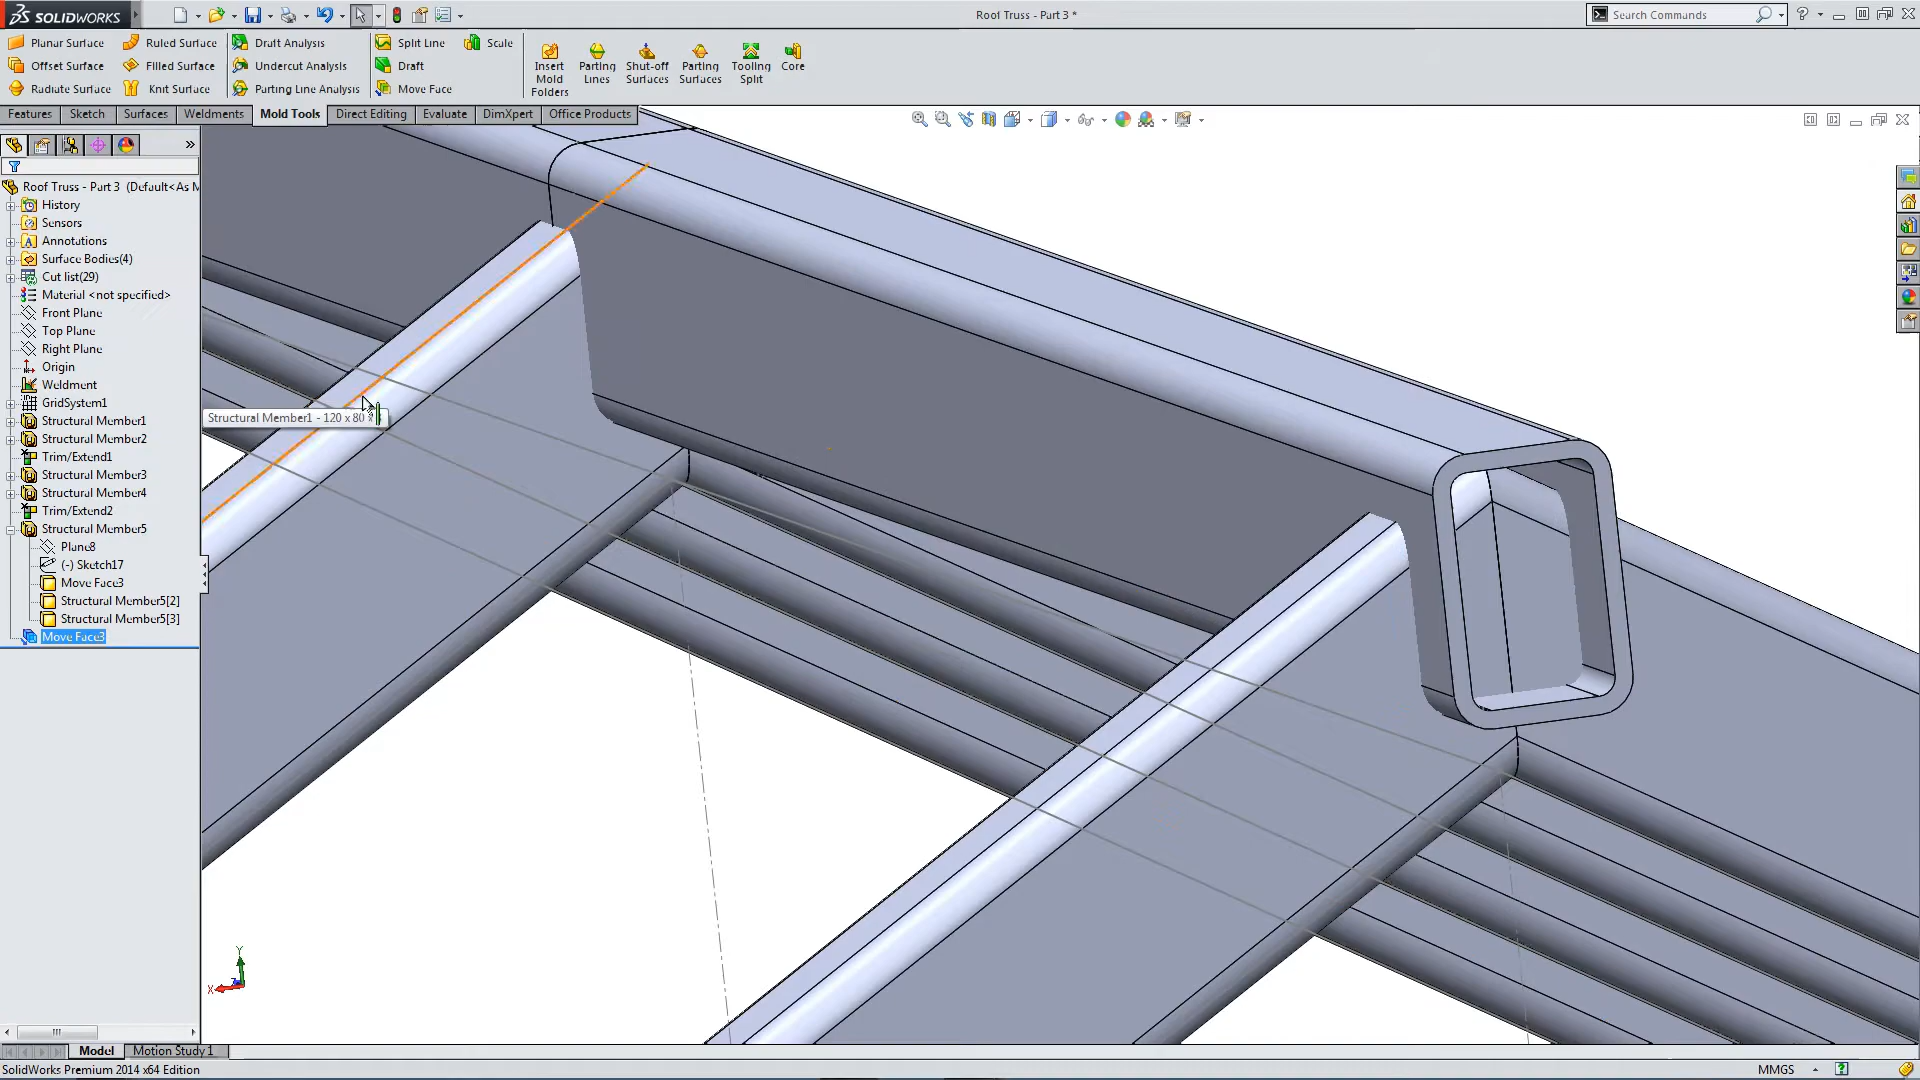 SOLIDWORKS
Roof Truss - Part 3 *
Search Commands
Planar Surface
Ruled Surface
Draft Analysis
Split Line
Scale
Offset Surface
Filled Surface
Undercut Analysis
Draft
Radiate Surface
Knit Surface
Parting Line Analysis
Move Face
Insert Mold Folders
Parting Lines
Shut-off Surfaces
Parting Surfaces
Tooling Split
Core
Features
Sketch
Surfaces
Weldments
Mold Tools
Direct Editing
Evaluate
DimXpert
Office Products
Roof Truss - Part 3 (Default<As M
History
Sensors
Annotations
Surface Bodies(4)
Cut list(29)
Material <not specified>
Front Plane
Top Plane
Right Plane
Origin
Weldment
GridSystem1
Structural Member1
Structural Member2
Trim/Extend1
Structural Member3
Structural Member4
Trim/Extend2
Structural Member5
Plane8
(-) Sketch17
Move Face3
Structural Member5[2]
Structural Member5[3]
Move Face3
Structural Member1 - 120 x 80 x
Y
X
Z
Model
Motion Study 1
SolidWorks Premium 2014 x64 Edition
MMGS